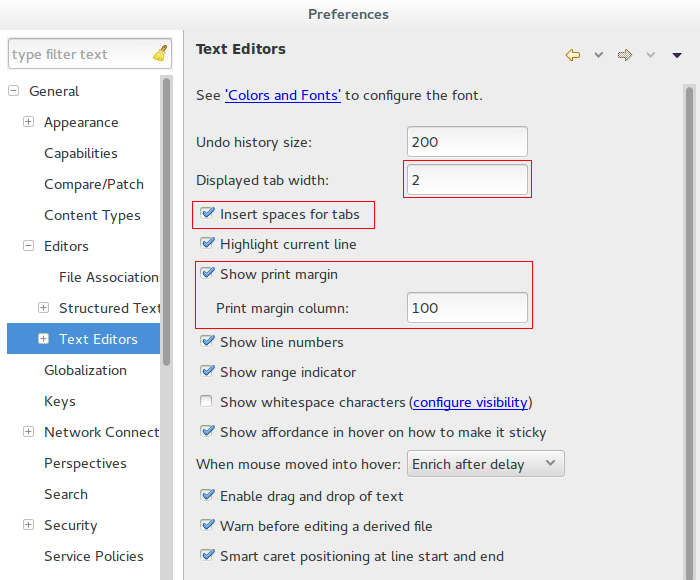 Preferences
type filter text
General
Appearance
Capabilities
Compare/Patch
Content Types
Editors
File Association
Structured Text
Text Editors
Globalization
Keys
Network Connect
Perspectives
Search
Security
Service Policies
Text Editors
See 'Colors and Fonts' to configure the font.
Undo history size: 200
Displayed tab width: 2
Insert spaces for tabs
Highlight current line
Show print margin
Print margin column: 100
Show line numbers
Show range indicator
Show whitespace characters (configure visibility)
Show affordance in hover on how to make it sticky
When mouse moved into hover: Enrich after delay
Enable drag and drop of text
Warn before editing a derived file
Smart caret positioning at line start and end